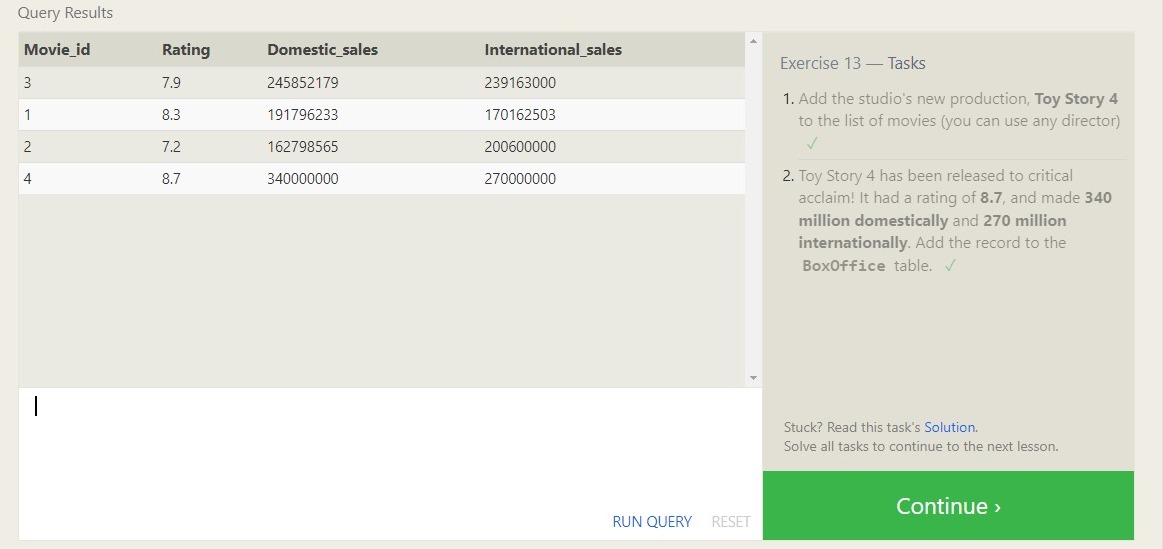 Query Results
Movie_id Rating Domestic_sales International_sales
3 7.9 245852179 239163000
1 8.3 191796233 170162503
2 7.2 162798565 200600000
4 8.7 340000000 270000000
RUN QUERY RESET
Exercise 13 — Tasks
1. Add the studio's new production, Toy Story 4
to the list of movies (you can use any director)
✓
2. Toy Story 4 has been released to critical
acclaim! It had a rating of 8.7, and made 340
million domestically and 270 million
internationally. Add the record to the
BoxOffice table. ✓
Stuck? Read this task's Solution.
Solve all tasks to continue to the next lesson.
Continue ›